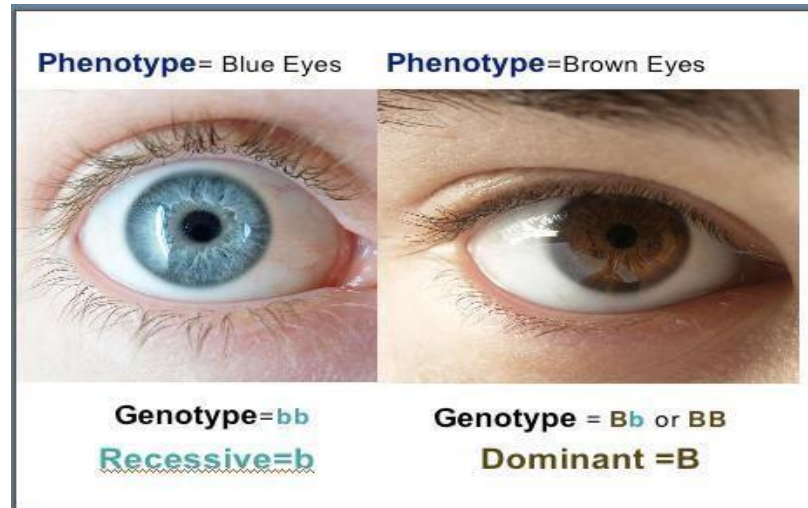 Phenotype= Blue Eyes
Phenotype=Brown Eyes
Genotype=bb
Recessive=b
Genotype = Bb or BB
Dominant =B